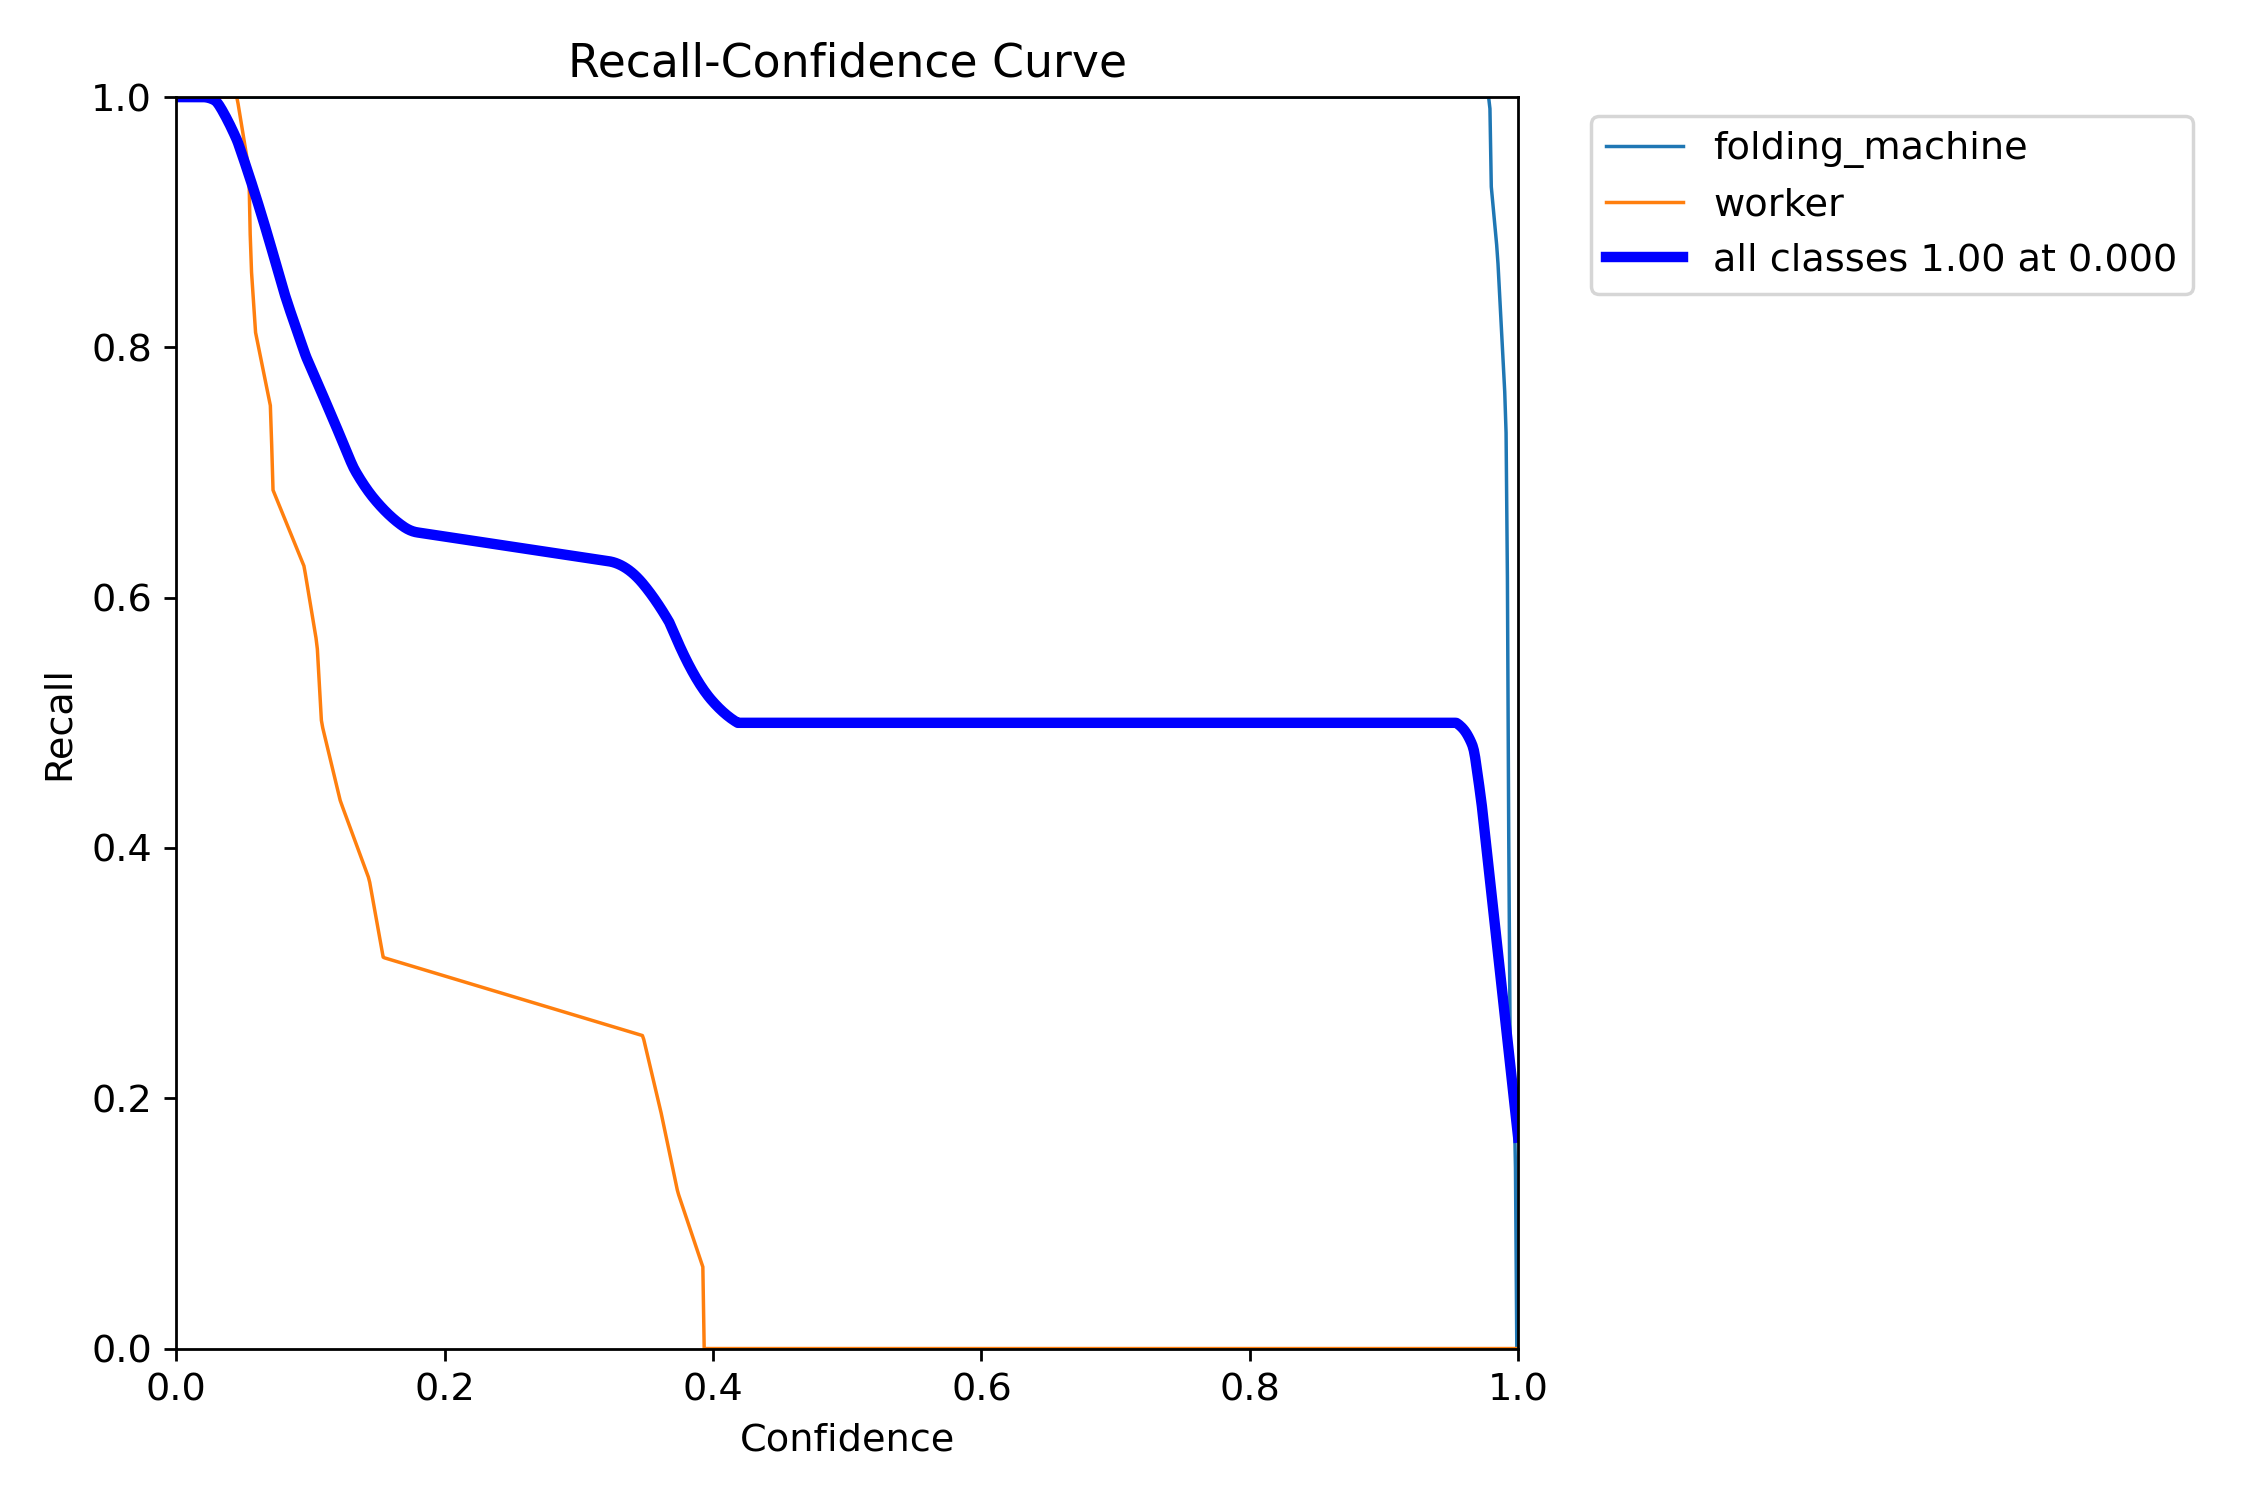 Recall-Confidence Curve
1.0
0.8
0.6
0.4
0.2
0.0
Recall
0.0 0.2 0.4 0.6 0.8 1.0
Confidence
folding_machine
worker
all classes 1.00 at 0.000